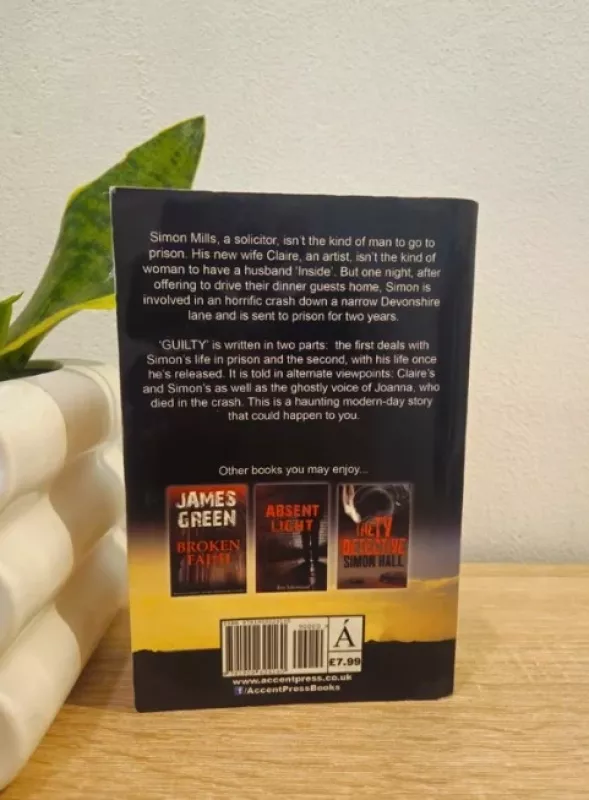 Simon Mills, a solicitor, isn't the kind of man to go to
prison. His new wife Claire, an artist, isn't the kind of
woman to have a husband 'Inside'. But one night, after
offering to drive their dinner guests home, Simon is
involved in an horrific crash down a narrow Devonshire
lane and is sent to prison for two years.
'GUILTY' is written in two parts: the first deals with
Simon's life in prison and the second, with his life once
he's released. It is told in alternate viewpoints: Claire's
and Simon's as well as the ghostly voice of Joanna, who
died in the crash. This is a haunting modern-day story
that could happen to you.
Other books you may enjoy...
JAMES
GREEN
BROKEN
FAITH
ABSENT
LIGHT
THE TV
DETECTIVE
SIMON HALL
Á
£7.99
www.accentpress.co.uk
f/AccentPressBooks